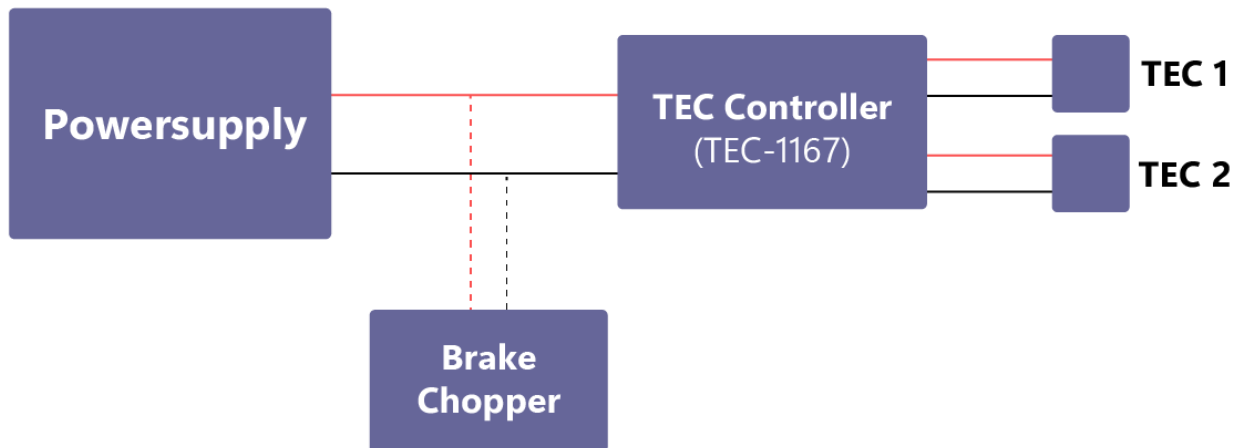 Powersupply
TEC Controller
(TEC-1167)
TEC 1
TEC 2
Brake
Chopper